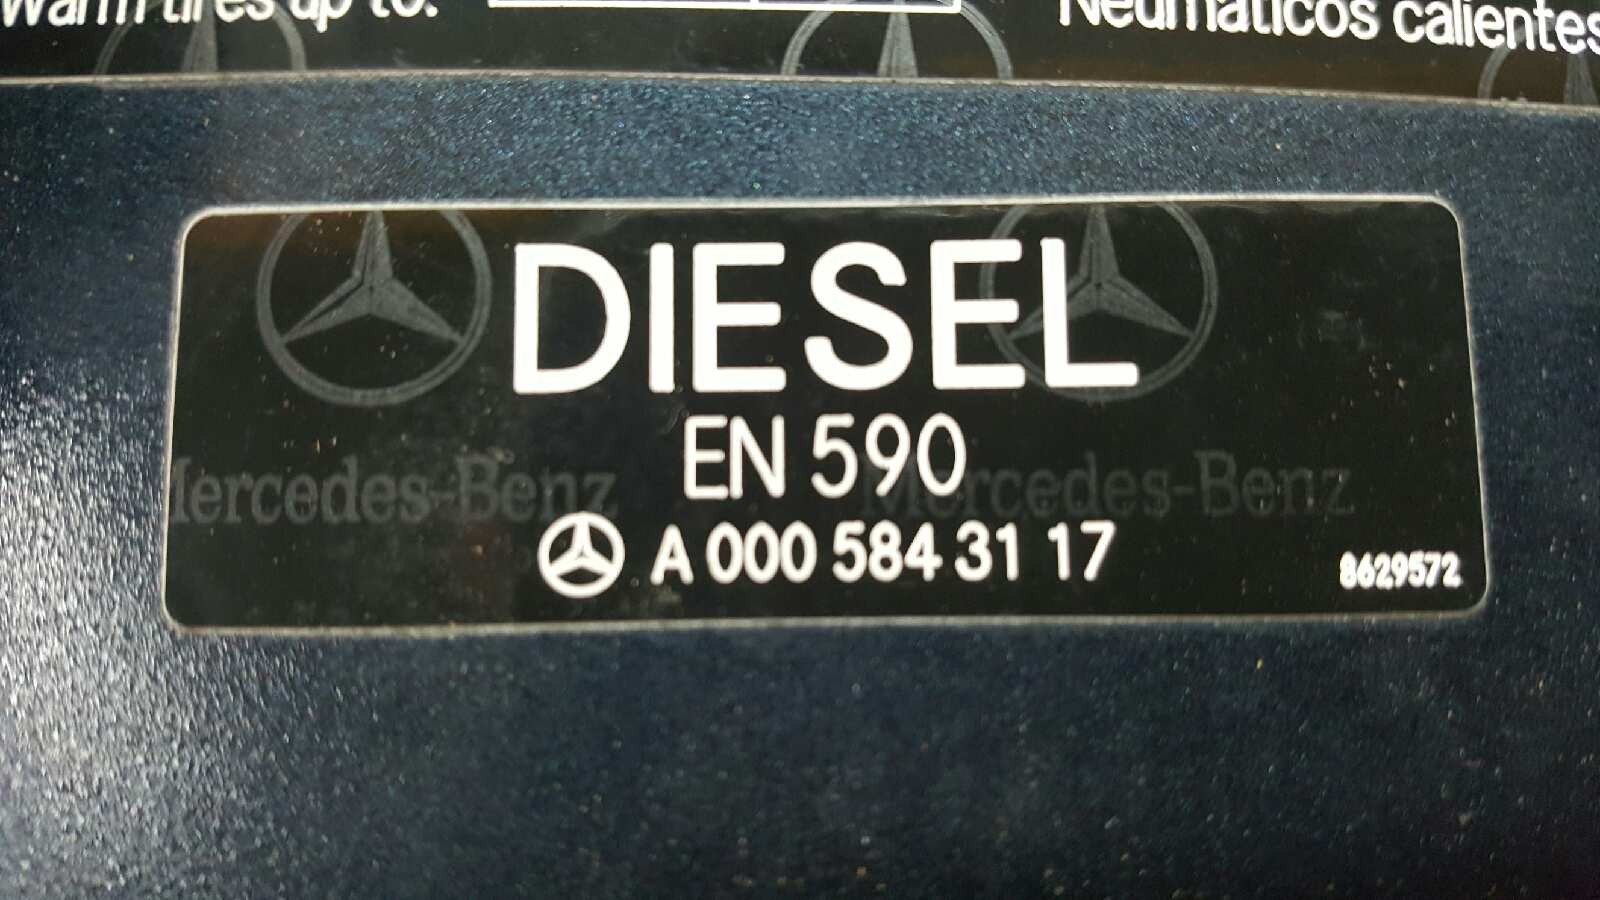 Warm tires up to:
Neumáticos calientes
DIESEL
EN 590
Mercedes-Benz Mercedes-Benz
A 000 584 31 17
8629572